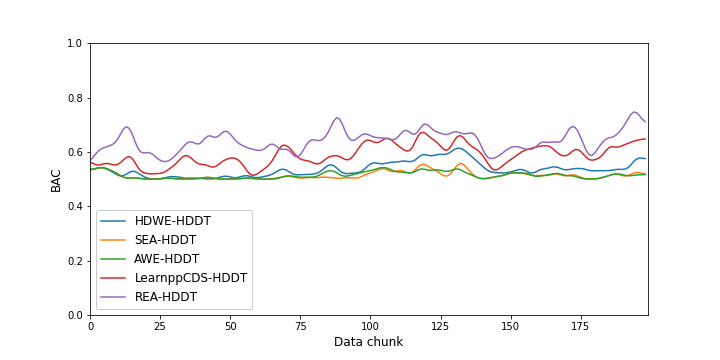 1.0
0.8
0.6
0.4
0.2
0.0
BAC
HDWE-HDDT
SEA-HDDT
AWE-HDDT
LearnppCDS-HDDT
REA-HDDT
0 25 50 75 100 125 150 175
Data chunk